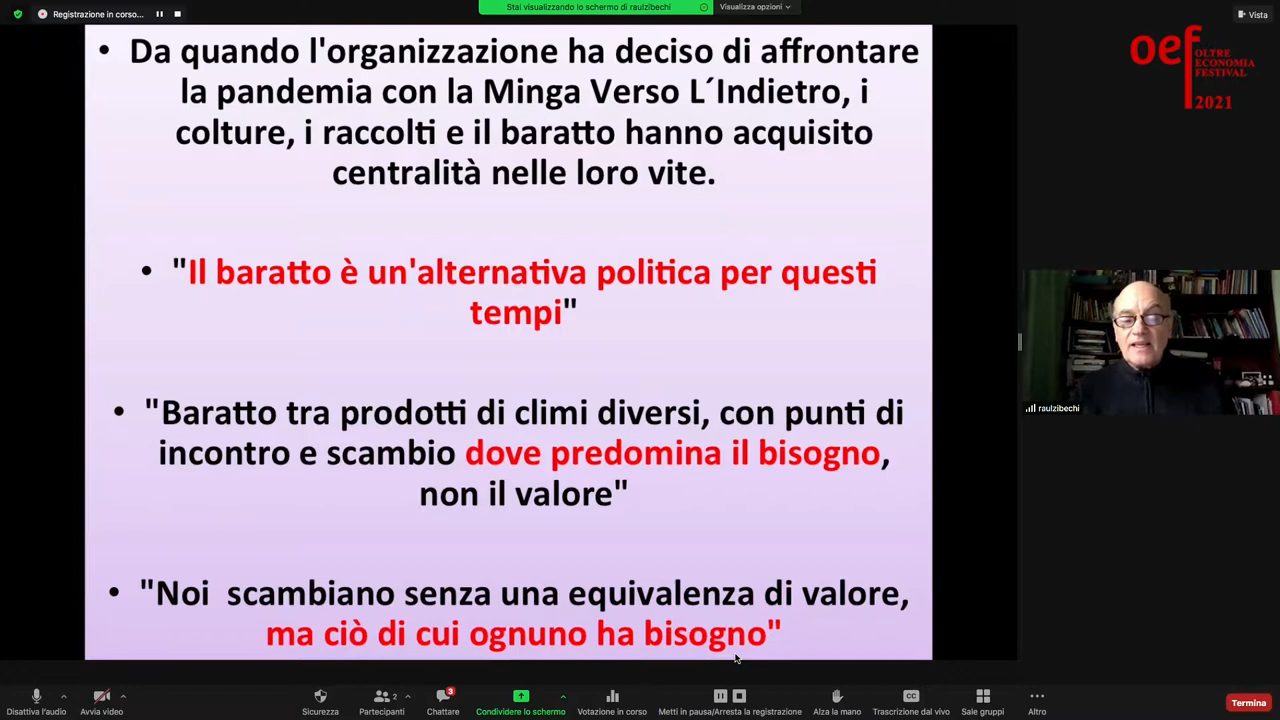 Registrazione in corso...
Stai visualizzando lo schermo di raulzibechi
Visualizza opzioni
Vista
oef OLTRE
ECONOMIA
FESTIVAL
2021
• Da quando l'organizzazione ha deciso di affrontare
la pandemia con la Minga Verso L´Indietro, i
colture, i raccolti e il baratto hanno acquisito
centralità nelle loro vite.
• "Il baratto è un'alternativa politica per questi
tempi"
• "Baratto tra prodotti di climi diversi, con punti di
incontro e scambio dove predomina il bisogno,
non il valore"
• "Noi scambiano senza una equivalenza di valore,
ma ciò di cui ognuno ha bisogno"
raulzibechi
2
3
Disattiva l'audio
Avvia video
Sicurezza
Partecipanti
Chattare
Condividere lo schermo
Votazione in corso
Metti in pausa/Arresta la registrazione
Alza la mano
CC
Trascrizione dal vivo
Sale gruppi
Altro
Termina